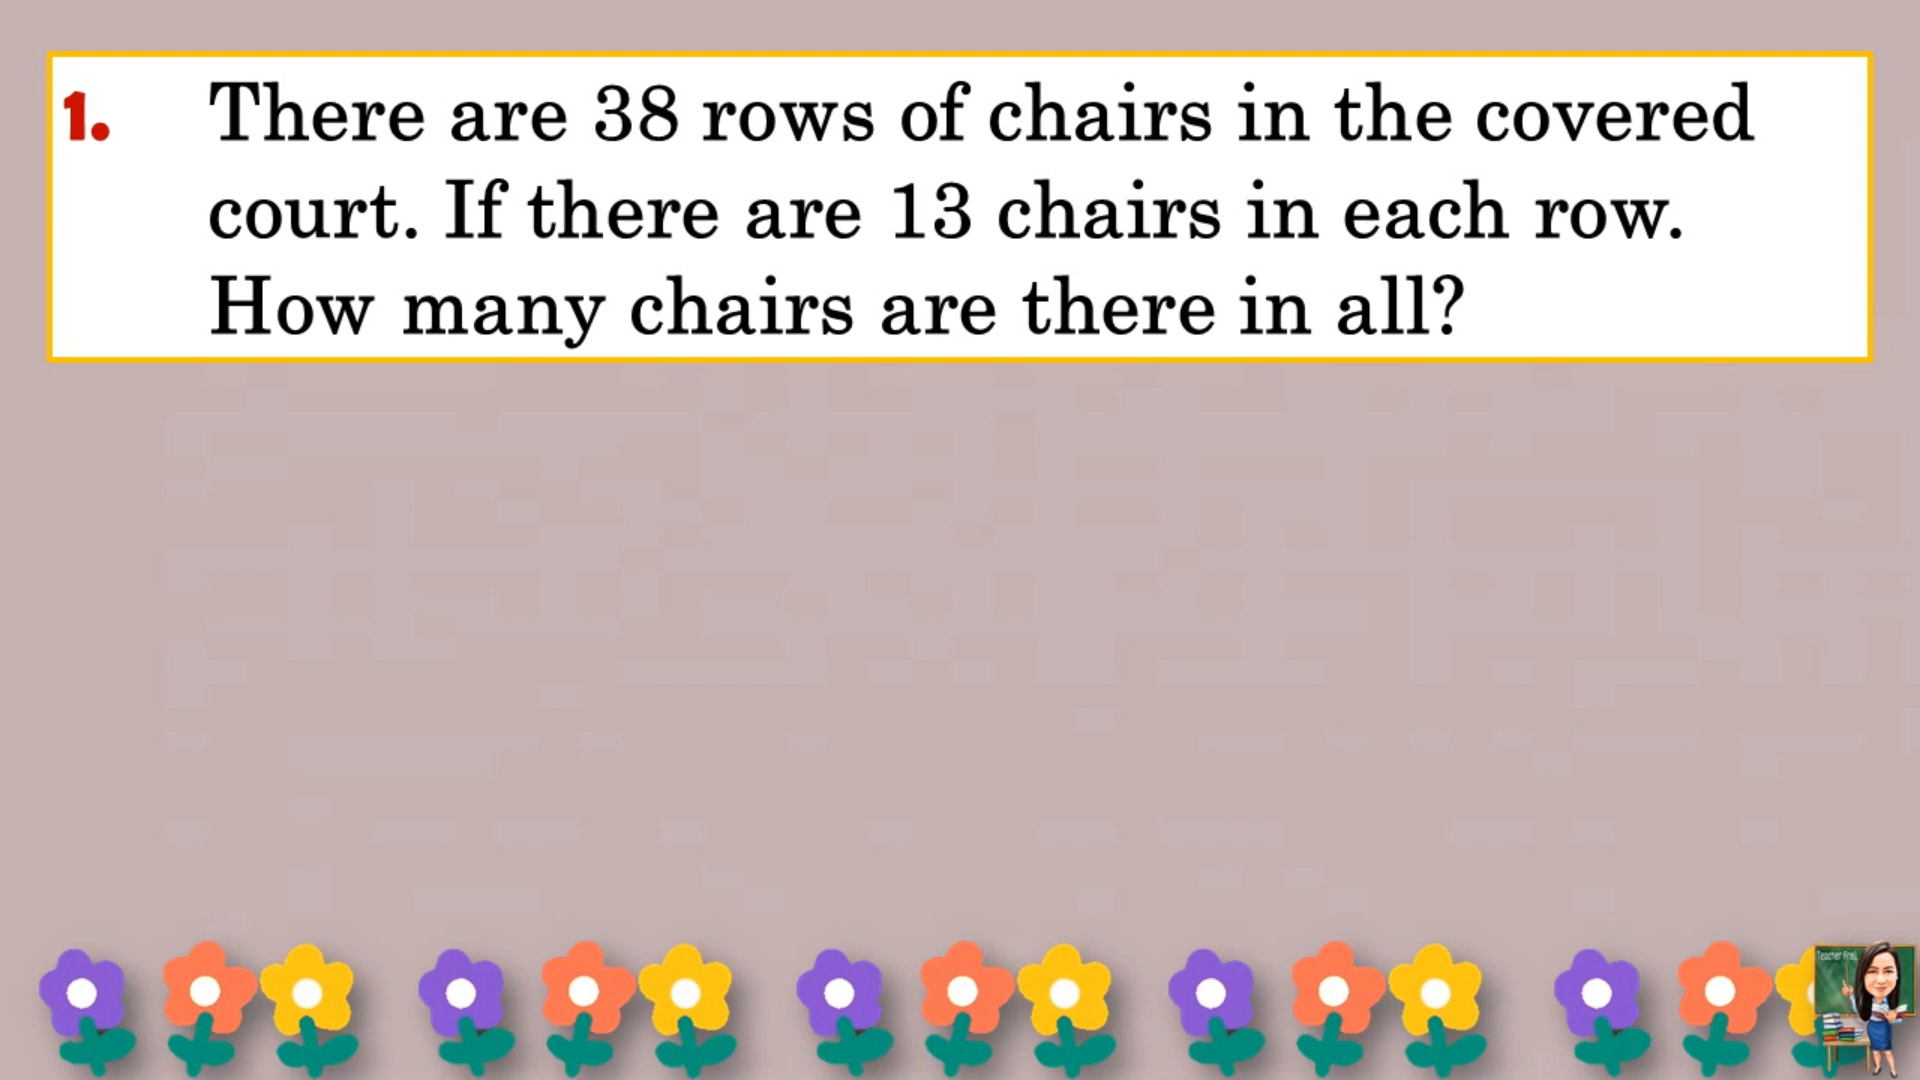 1. There are 38 rows of chairs in the covered
court. If there are 13 chairs in each row.
How many chairs are there in all?
Teacher